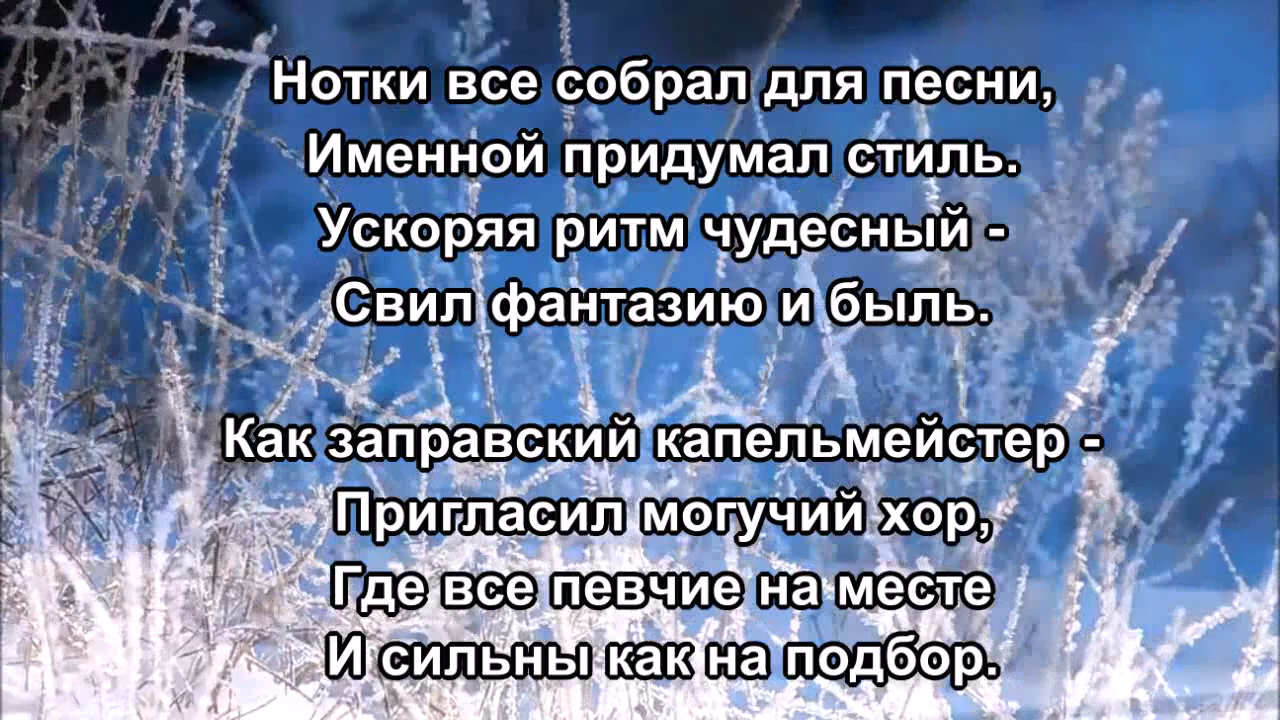 Нотки все собрал для песни,
Именной придумал стиль.
Ускоряя ритм чудесный -
Свил фантазию и быль.
Как заправский капельмейстер -
Пригласил могучий хор,
Где все певчие на месте
И сильны как на подбор.